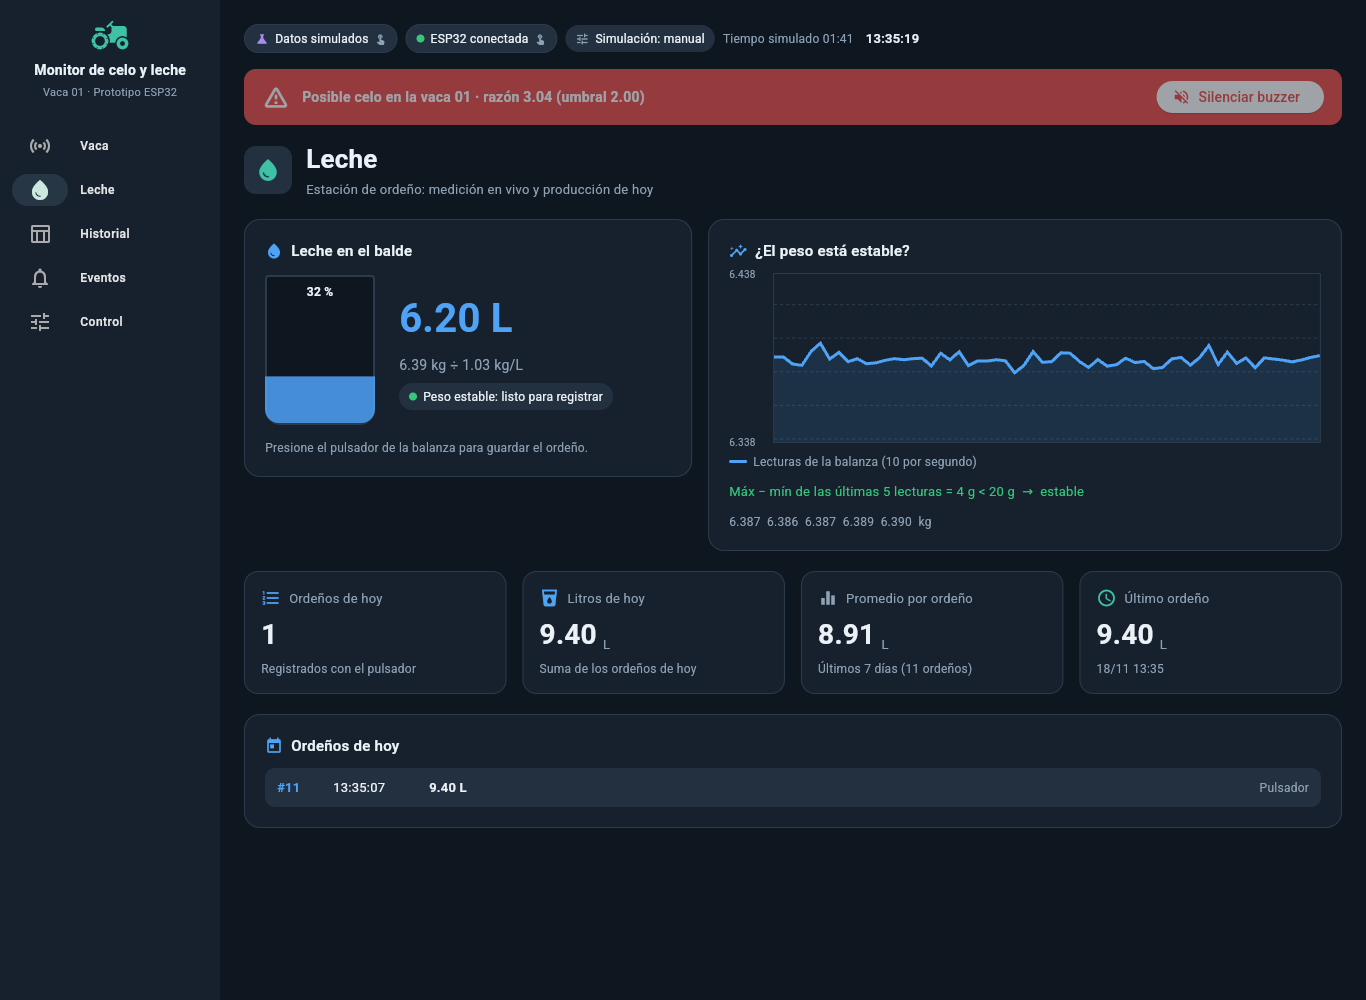 Monitor de celo y leche
Vaca 01 · Prototipo ESP32
Vaca
Leche
Historial
Eventos
Control
Datos simulados
ESP32 conectada
Simulación: manual
Tiempo simulado 01:41
13:35:19
Posible celo en la vaca 01 · razón 3.04 (umbral 2.00)
Silenciar buzzer
Leche
Estación de ordeño: medición en vivo y producción de hoy
Leche en el balde
32 %
6.20 L
6.39 kg ÷ 1.03 kg/L
Peso estable: listo para registrar
Presione el pulsador de la balanza para guardar el ordeño.
¿El peso está estable?
6.438
6.338
Lecturas de la balanza (10 por segundo)
Máx − mín de las últimas 5 lecturas = 4 g < 20 g → estable
6.387 6.386 6.387 6.389 6.390 kg
Ordeños de hoy
1
Registrados con el pulsador
Litros de hoy
9.40 L
Suma de los ordeños de hoy
Promedio por ordeño
8.91 L
Últimos 7 días (11 ordeños)
Último ordeño
9.40 L
18/11 13:35
Ordeños de hoy
#11 13:35:07 9.40 L Pulsador